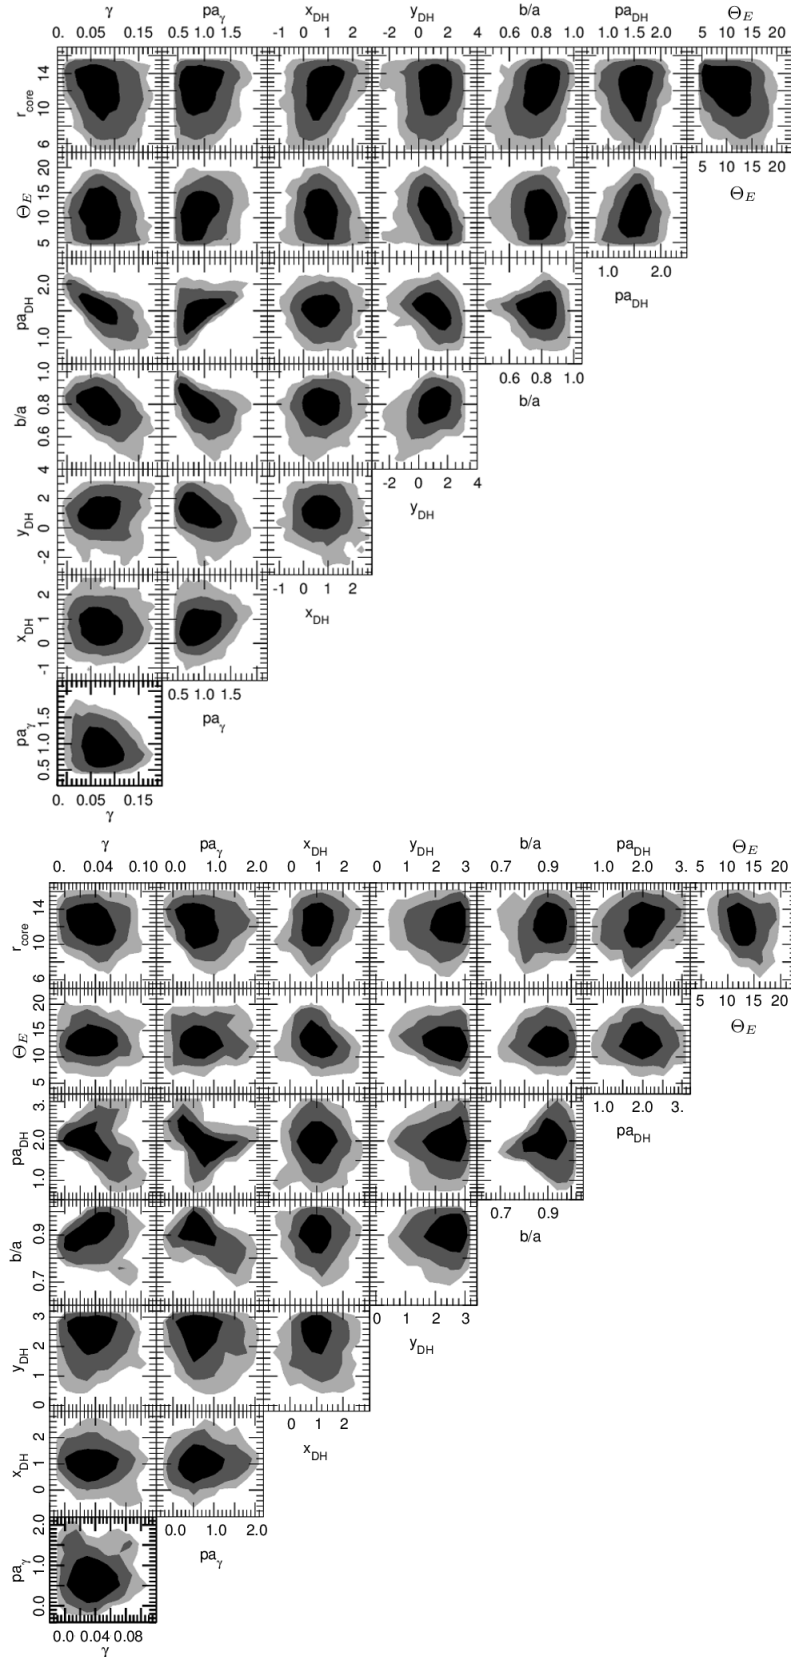 γ pa_γ x_DH y_DH b/a pa_DH Θ_E
0. 0.05 0.15 0.5 1.0 1.5 -1 0 1 2 -2 0 2 4 0.6 0.8 1.0 1.0 1.5 2.0 5 10 15 20
r_core 14 10 6
5 10 15 20
Θ_E
Θ_E 20 15 10 5
1.0 2.0
pa_DH
pa_DH 2.0 1.0
0.6 0.8 1.0
b/a
b/a 1.0 0.8 0.6
-2 0 2 4
y_DH
y_DH 4 2 0 -2
-1 0 1 2
x_DH
x_DH 2 1 0 -1
0.5 1.0 1.5
pa_γ
pa_γ 1.5 1.0 0.5
0. 0.05 0.15
γ
γ pa_γ x_DH y_DH b/a pa_DH Θ_E
0. 0.04 0.10 0.0 1.0 2.0 0 1 2 0 1 2 3 0.7 0.9 1.0 2.0 3. 5 10 15 20
r_core 14 10 6
5 10 15 20
Θ_E
Θ_E 20 15 10 5
1.0 2.0 3.
pa_DH
pa_DH 3. 2.0 1.0
0.7 0.9
b/a
b/a 0.9 0.7
0 1 2 3
y_DH
y_DH 3 2 1 0
0 1 2
x_DH
x_DH 2 1 0
0.0 1.0 2.0
pa_γ
pa_γ 2.0 1.0 0.0
0.0 0.04 0.08
γ